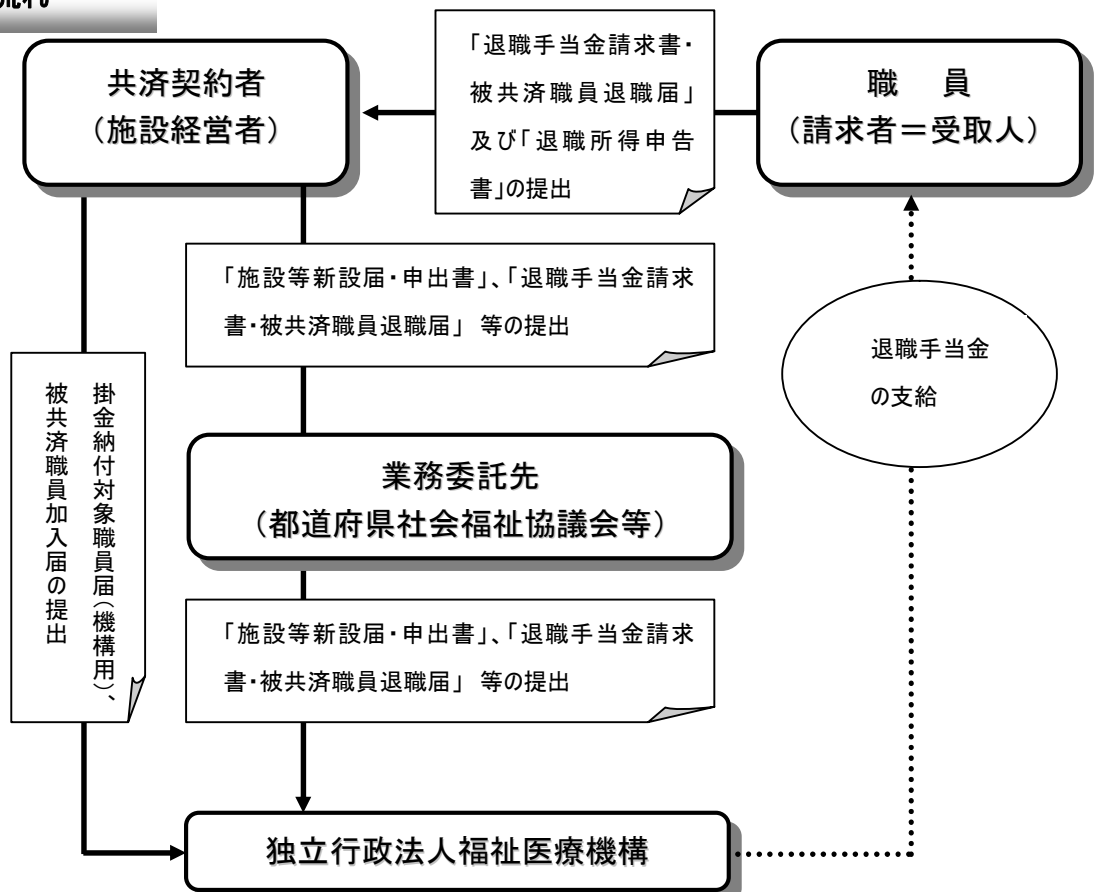 共済契約者
（施設経営者）
「退職手当金請求書・
被共済職員退職届」
及び「退職所得申告
書」の提出
職　員
（請求者＝受取人）
「施設等新設届・申出書」、「退職手当金請求
書・被共済職員退職届」 等の提出
掛金納付対象職員届（機構用）、
被共済職員加入届の提出
退職手当金
の支給
業務委託先
（都道府県社会福祉協議会等）
「施設等新設届・申出書」、「退職手当金請求
書・被共済職員退職届」 等の提出
独立行政法人福祉医療機構